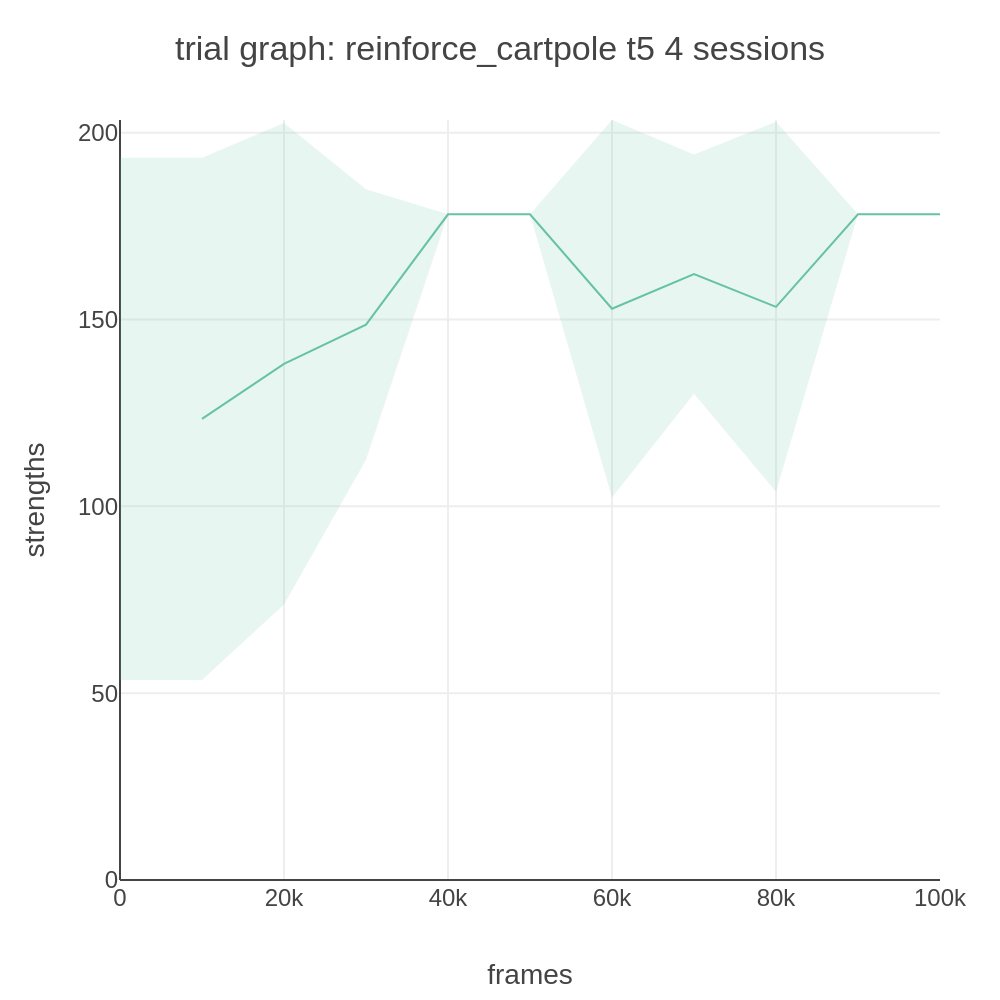 trial graph: reinforce_cartpole t5 4 sessions
200
150
100
50
0
strengths
0 20k 40k 60k 80k 100k
frames